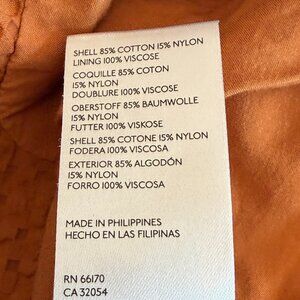 SHELL 85% COTTON 15% NYLON
LINING 100% VISCOSE
COQUILLE 85% COTON
15% NYLON
DOUBLURE 100% VISCOSE
OBERSTOFF 85% BAUMWOLLE
15% NYLON
FUTTER 100% VISKOSE
SHELL 85% COTONE 15% NYLON
FODERA 100% VISCOSA
EXTERIOR 85% ALGODÓN
15% NYLON
FORRO 100% VISCOSA
MADE IN PHILIPPINES
HECHO EN LAS FILIPINAS
RN 66170
CA 32054